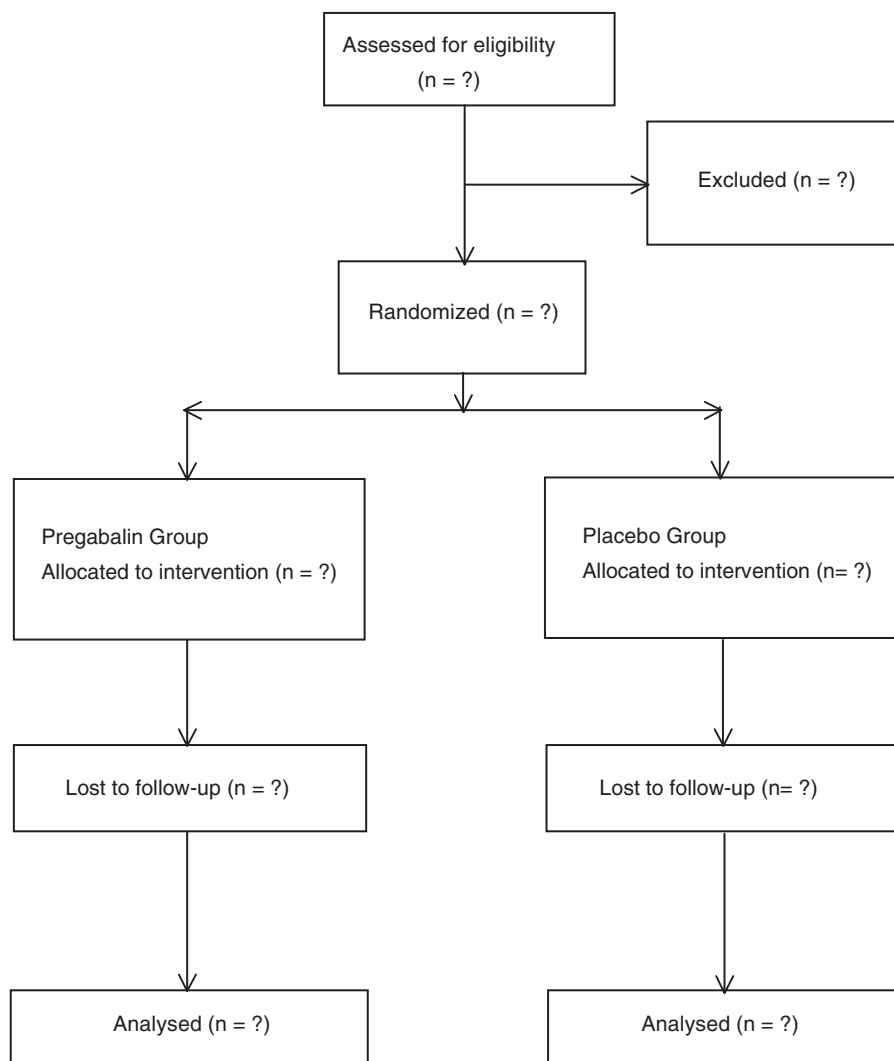 Assessed for eligibility
(n = ?)
Excluded (n = ?)
Randomized (n = ?)
Pregabalin Group
Allocated to intervention (n = ?)
Placebo Group
Allocated to intervention (n= ?)
Lost to follow-up (n = ?)
Lost to follow-up (n= ?)
Analysed (n = ?)
Analysed (n = ?)